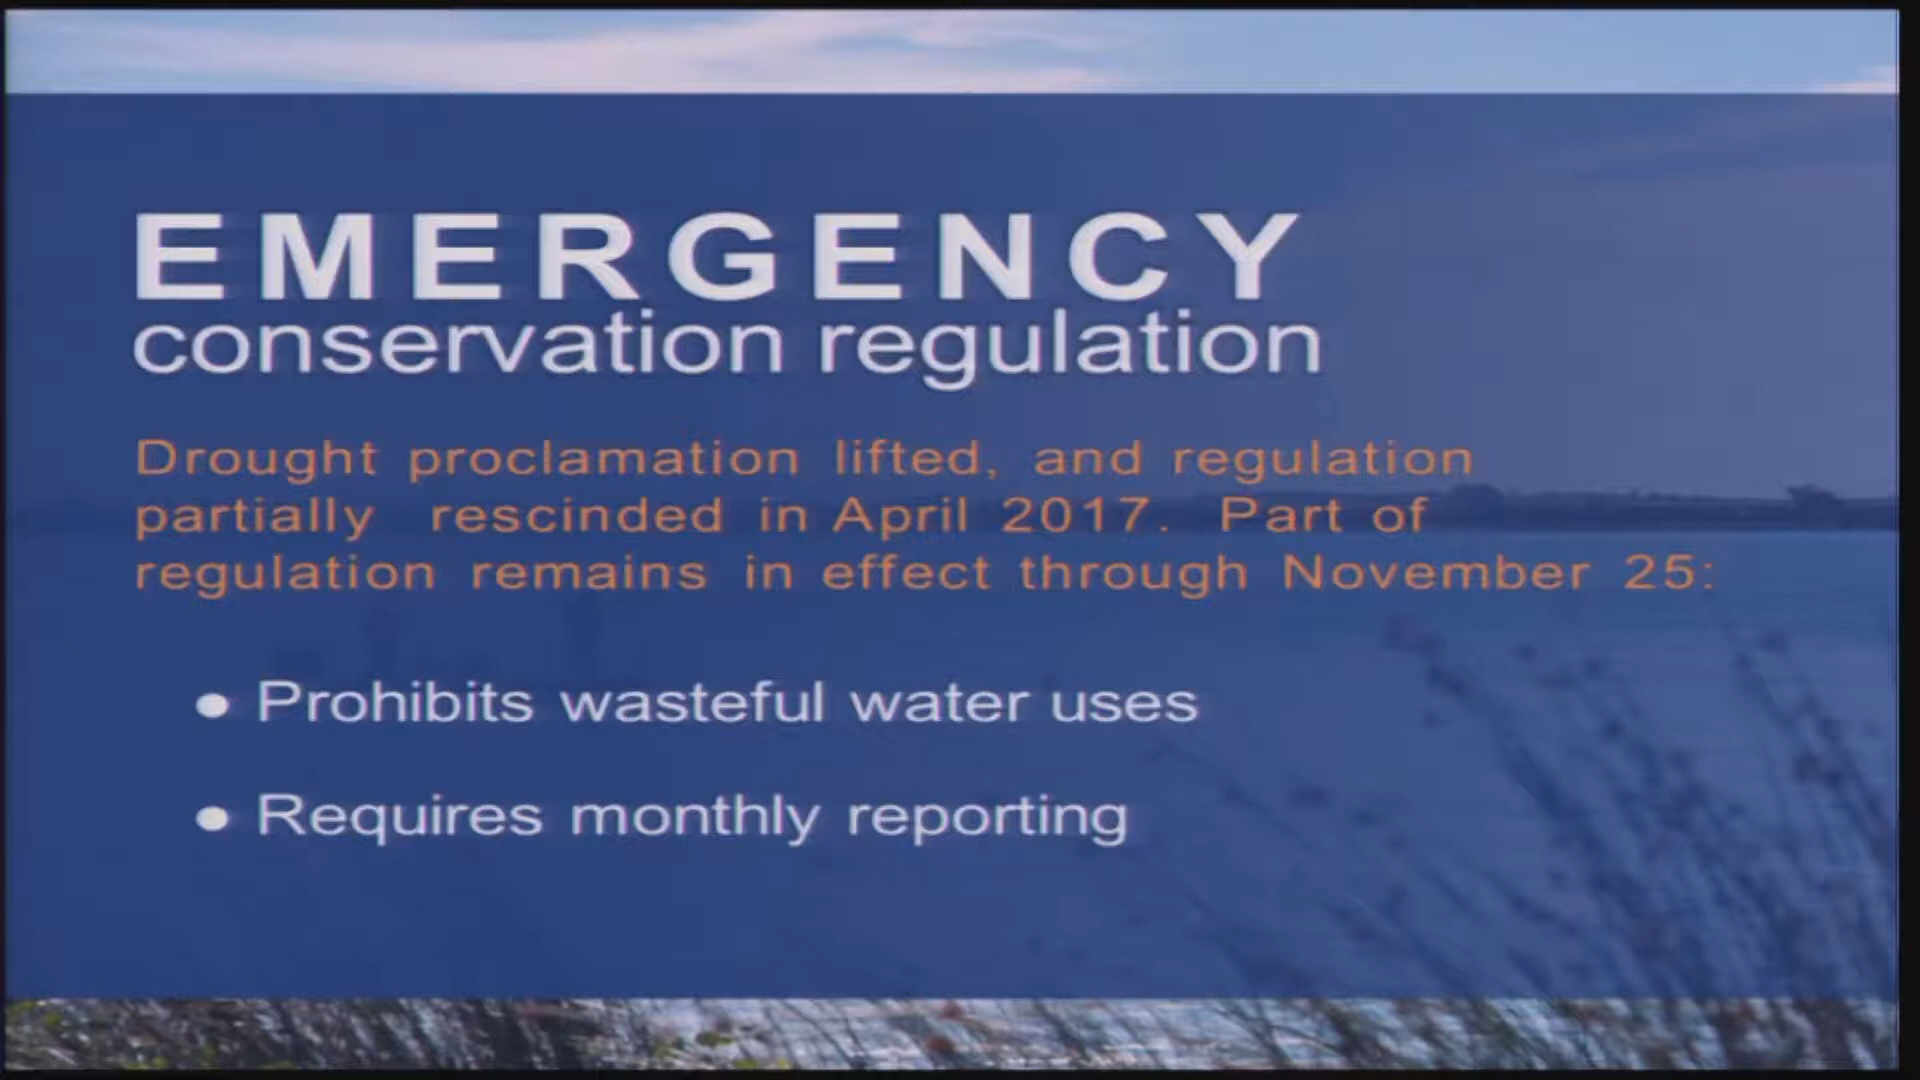 EMERGENCY
conservation regulation
Drought proclamation lifted, and regulation
partially rescinded in April 2017. Part of
regulation remains in effect through November 25:
● Prohibits wasteful water uses
● Requires monthly reporting